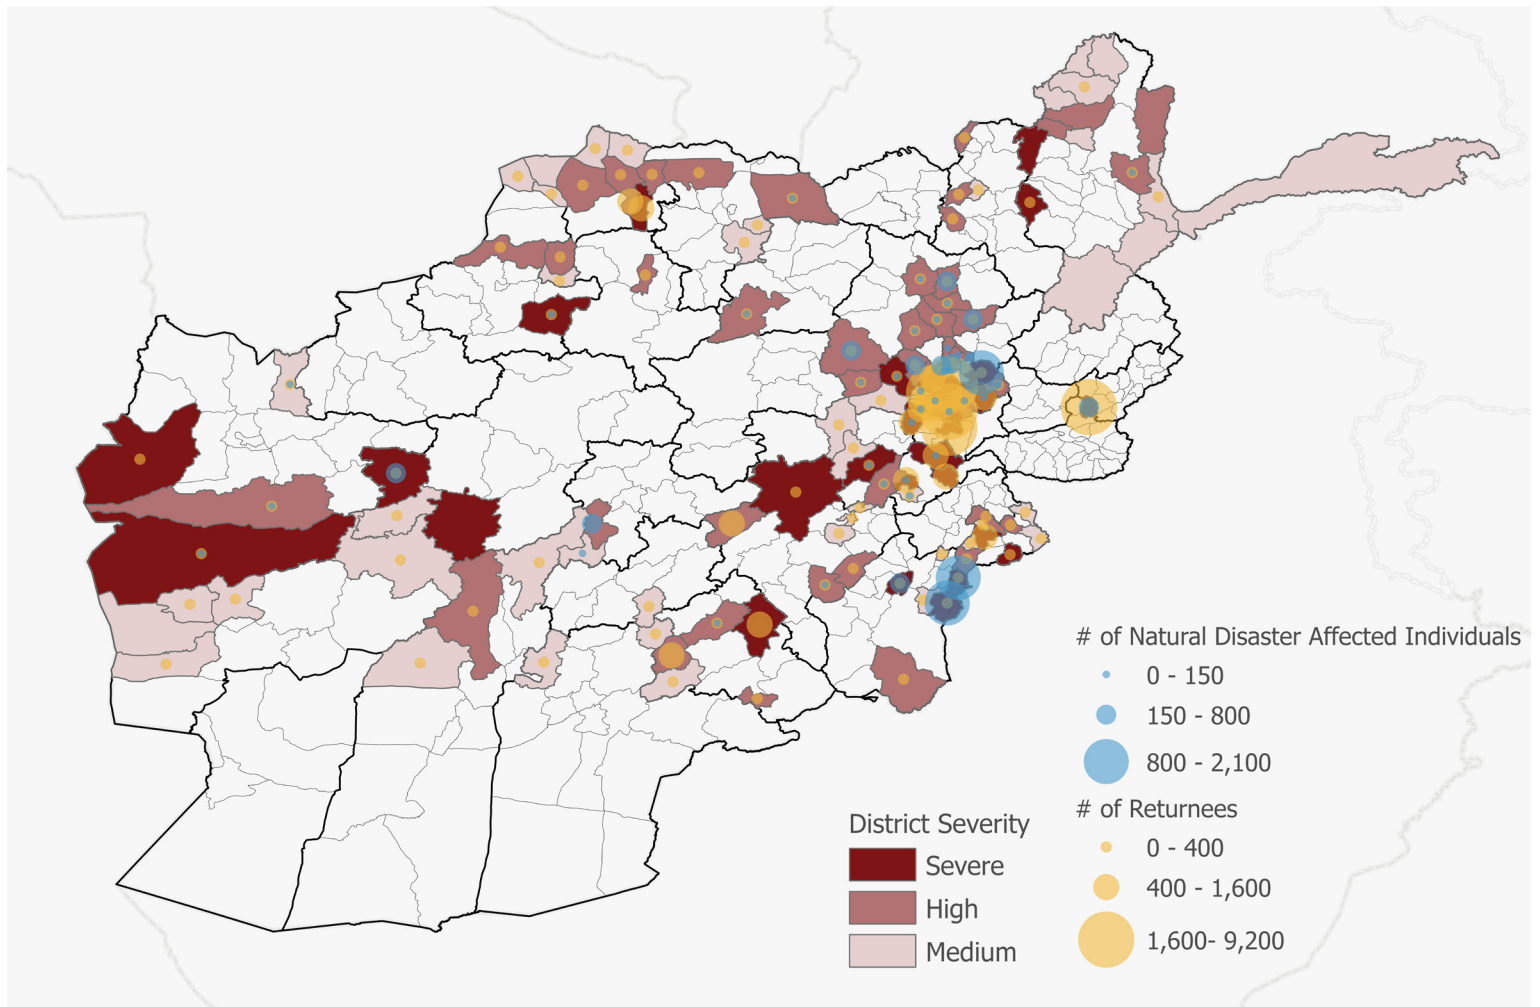 # of Natural Disaster Affected Individuals
0 - 150
150 - 800
800 - 2,100
# of Returnees
0 - 400
400 - 1,600
1,600- 9,200
District Severity
Severe
High
Medium